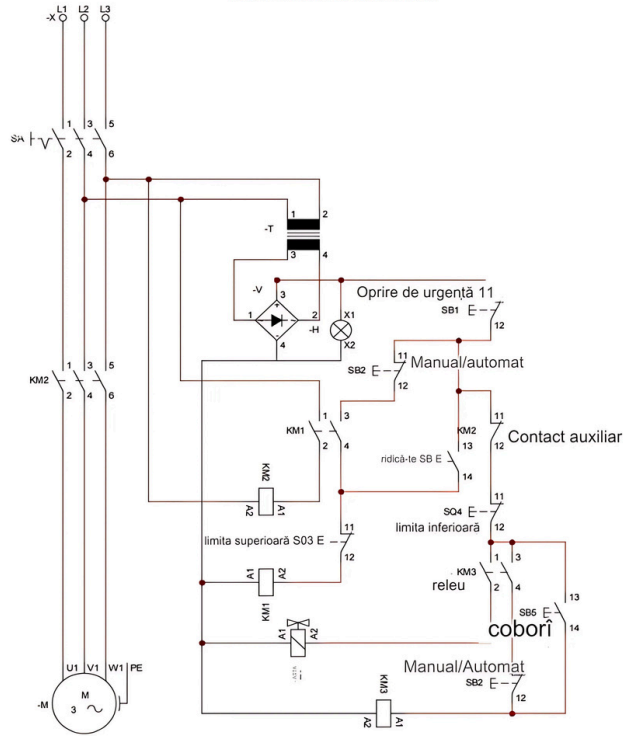 L1 L2 L3
-X
1 3 5
SA
2 4 6
1 2
-T
3 4
-V
3
1 2
-H
4
X1
X2
Oprire de urgență 11
SB1
12
11
Manual/automat
SB2
12
1 3 5
KM2
2 4 6
1 3
KM1
2 4
13
ridică-te SB E
14
KM2
11
12
Contact auxiliar
KM2
A2 A1
11
SQ4
12
limita inferioară
11
limita superioară S03 E
12
A1 A2
KM1
1 3
KM3
2 4
releu
13
SB5
14
coborî
A1 A2
Manual/Automat
11
SB2
12
KM3
A2 A1
U1 V1 W1 PE
-M
M
3